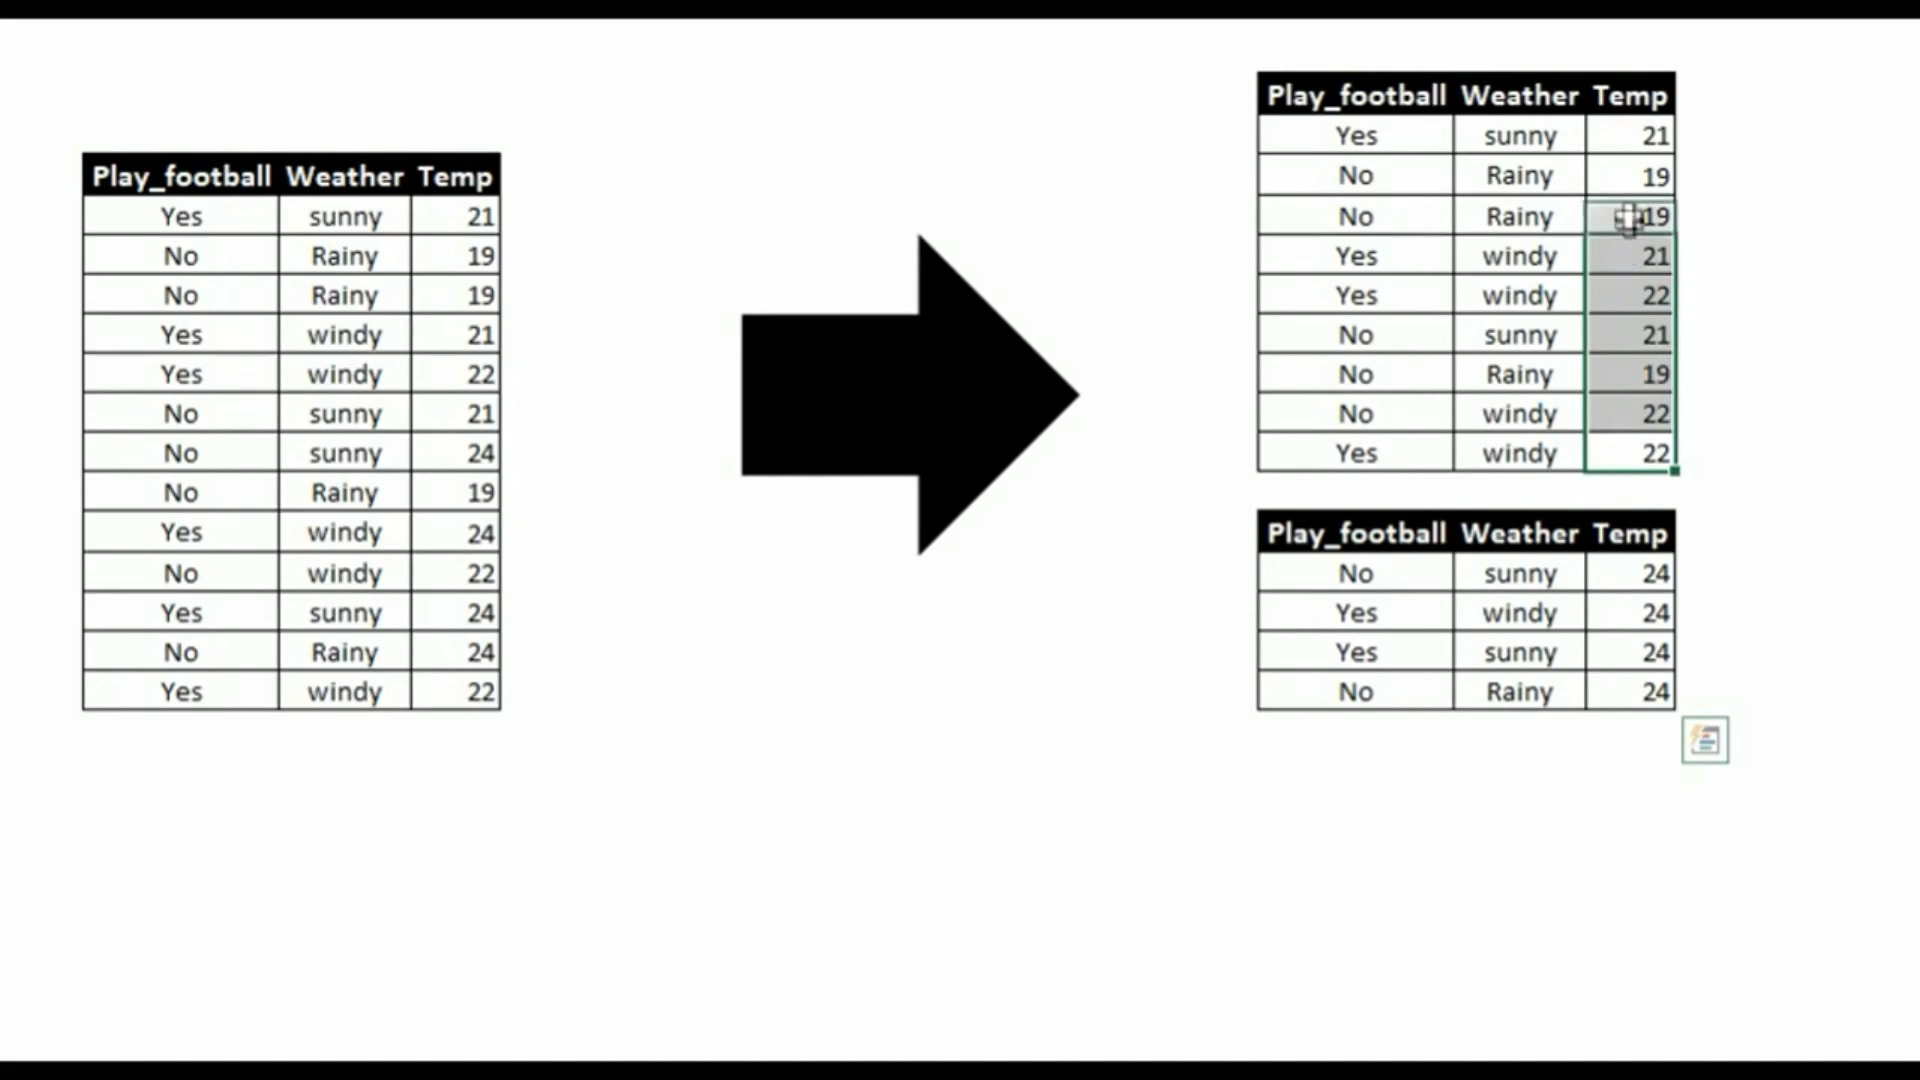 Play_football Weather Temp
Yes sunny 21
No Rainy 19
No Rainy 19
Yes windy 21
Yes windy 22
No sunny 21
No sunny 24
No Rainy 19
Yes windy 24
No windy 22
Yes sunny 24
No Rainy 24
Yes windy 22
Play_football Weather Temp
Yes sunny 21
No Rainy 19
No Rainy 19
Yes windy 21
Yes windy 22
No sunny 21
No Rainy 19
No windy 22
Yes windy 22
Play_football Weather Temp
No sunny 24
Yes windy 24
Yes sunny 24
No Rainy 24